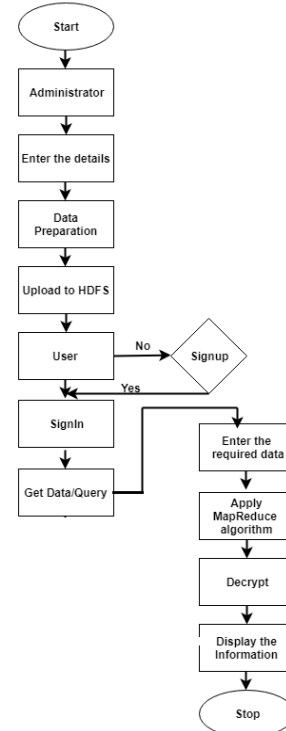 Start
Administrator
Enter the details
Data
Preparation
Upload to HDFS
User
No
Signup
Yes
SignIn
Get Data/Query
Enter the
required data
Apply
MapReduce
algorithm
Decrypt
Display the
Information
Stop